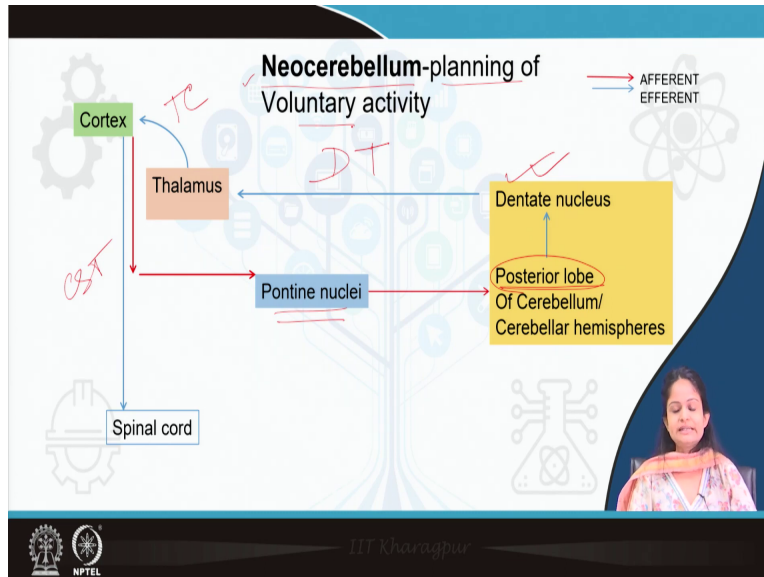 Neocerebellum-planning of
Voluntary activity
AFFERENT
EFFERENT
TC
Cortex
DT
Thalamus
Dentate nucleus
CST
Pontine nuclei
Posterior lobe
Of Cerebellum/
Cerebellar hemispheres
Spinal cord
IIT Kharagpur
NPTEL